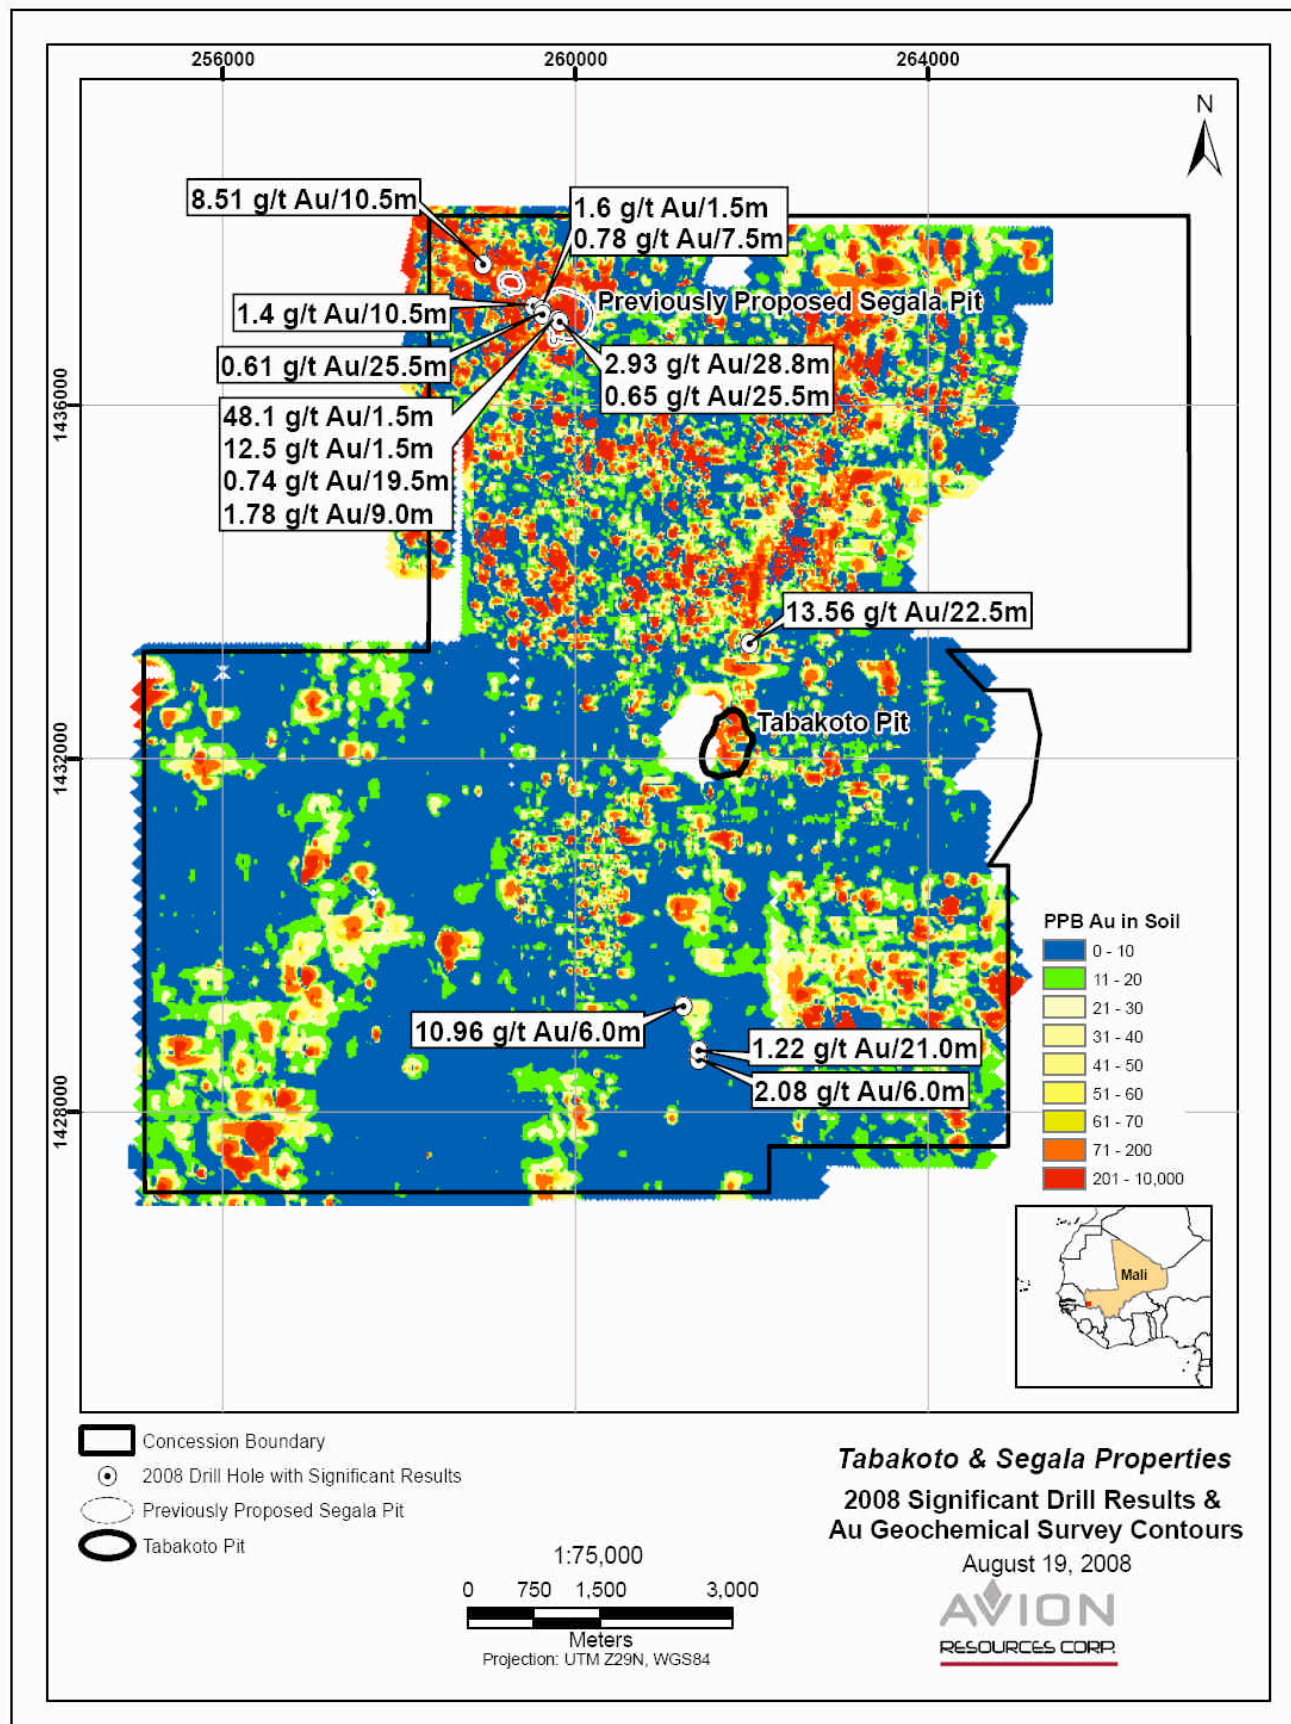 256000
260000
264000
N
8.51 g/t Au/10.5m
1.6 g/t Au/1.5m
0.78 g/t Au/7.5m
1.4 g/t Au/10.5m
Previously Proposed Segala Pit
0.61 g/t Au/25.5m
2.93 g/t Au/28.8m
0.65 g/t Au/25.5m
1436000
48.1 g/t Au/1.5m
12.5 g/t Au/1.5m
0.74 g/t Au/19.5m
1.78 g/t Au/9.0m
13.56 g/t Au/22.5m
Tabakoto Pit
1432000
PPB Au in Soil
0 - 10
11 - 20
21 - 30
31 - 40
41 - 50
51 - 60
61 - 70
71 - 200
201 - 10,000
10.96 g/t Au/6.0m
1.22 g/t Au/21.0m
2.08 g/t Au/6.0m
1428000
Mali
Concession Boundary
2008 Drill Hole with Significant Results
Previously Proposed Segala Pit
Tabakoto Pit
1:75,000
0 750 1,500 3,000
Meters
Projection: UTM Z29N, WGS84
Tabakoto & Segala Properties
2008 Significant Drill Results &
Au Geochemical Survey Contours
August 19, 2008
AVION
RESOURCES CORP.